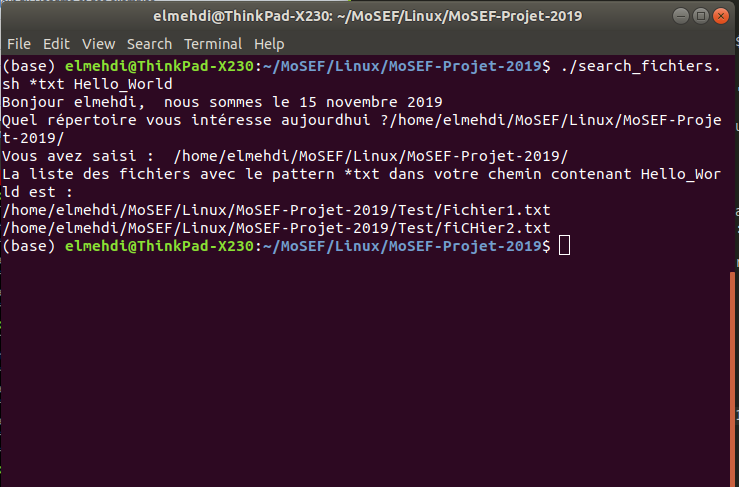 elmehdi@ThinkPad-X230: ~/MoSEF/Linux/MoSEF-Projet-2019
File Edit View Search Terminal Help
(base) elmehdi@ThinkPad-X230:~/MoSEF/Linux/MoSEF-Projet-2019$ ./search_fichiers.
sh *txt Hello_World
Bonjour elmehdi,  nous sommes le 15 novembre 2019
Quel répertoire vous intéresse aujourdhui ?/home/elmehdi/MoSEF/Linux/MoSEF-Proje
t-2019/
Vous avez saisi :  /home/elmehdi/MoSEF/Linux/MoSEF-Projet-2019/
La liste des fichiers avec le pattern *txt dans votre chemin contenant Hello_Wor
ld est :
/home/elmehdi/MoSEF/Linux/MoSEF-Projet-2019/Test/Fichier1.txt
/home/elmehdi/MoSEF/Linux/MoSEF-Projet-2019/Test/fiCHier2.txt
(base) elmehdi@ThinkPad-X230:~/MoSEF/Linux/MoSEF-Projet-2019$